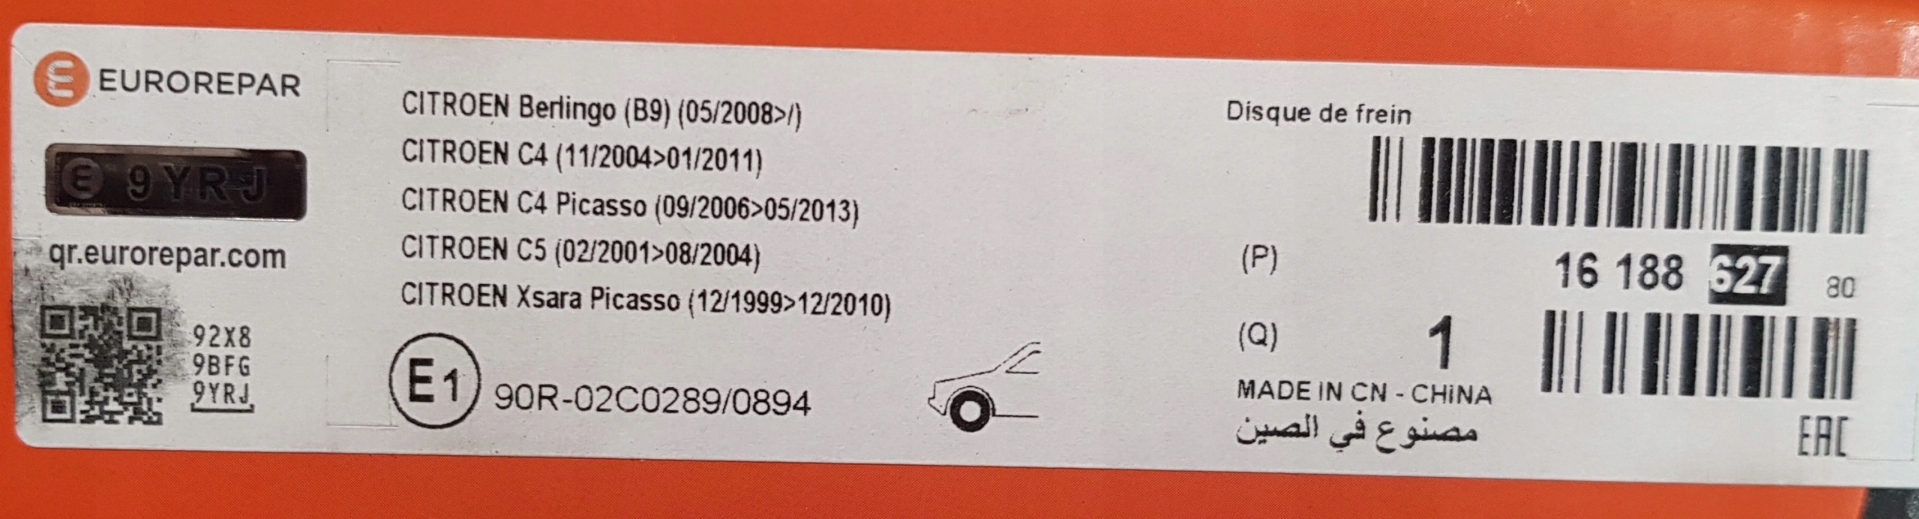 EUROREPAR
9YRJ
qr.eurorepar.com
92X8
9BFG
9YRJ
CITROEN Berlingo (B9) (05/2008>/)
CITROEN C4 (11/2004>01/2011)
CITROEN C4 Picasso (09/2006>05/2013)
CITROEN C5 (02/2001>08/2004)
CITROEN Xsara Picasso (12/1999>12/2010)
E1 90R-02C0289/0894
Disque de frein
(P) 16 188 627 80
(Q) 1
MADE IN CN - CHINA
مصنوع في الصين
EAC